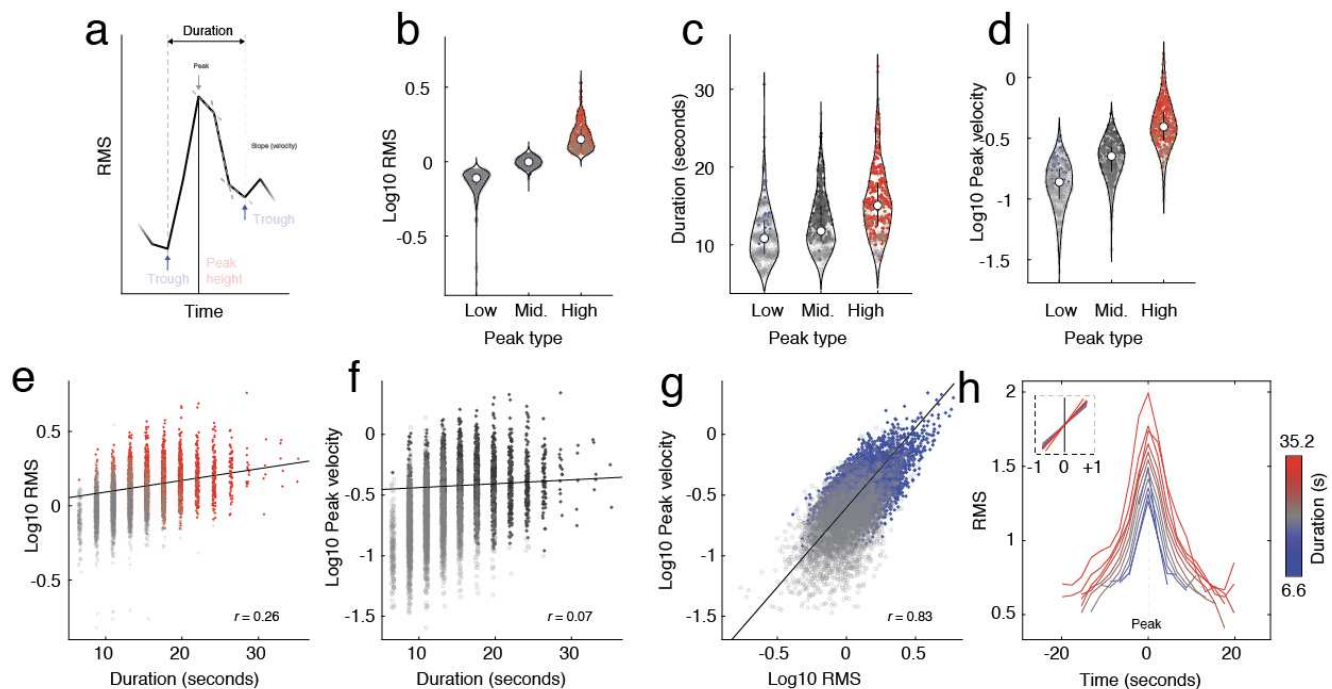 a
Duration
Peak
Slope (velocity)
RMS
Trough
Trough
Peak
height
Time
b
Log10 RMS
0.5
0
-0.5
Low Mid. High
Peak type
c
Duration (seconds)
30
20
10
Low Mid. High
Peak type
d
Log10 Peak velocity
0
-0.5
-1
-1.5
Low Mid. High
Peak type
e
Log10 RMS
0.5
0
-0.5
r = 0.26
10 20 30
Duration (seconds)
f
Log10 Peak velocity
0
-0.5
-1
-1.5
r = 0.07
10 20 30
Duration (seconds)
g
Log10 Peak velocity
0
-0.5
-1
-1.5
r = 0.83
-0.5 0 0.5
Log10 RMS
h
RMS
2
1.5
1
0.5
-1 0 +1
Peak
-20 0 20
Time (seconds)
35.2
Duration (s)
6.6